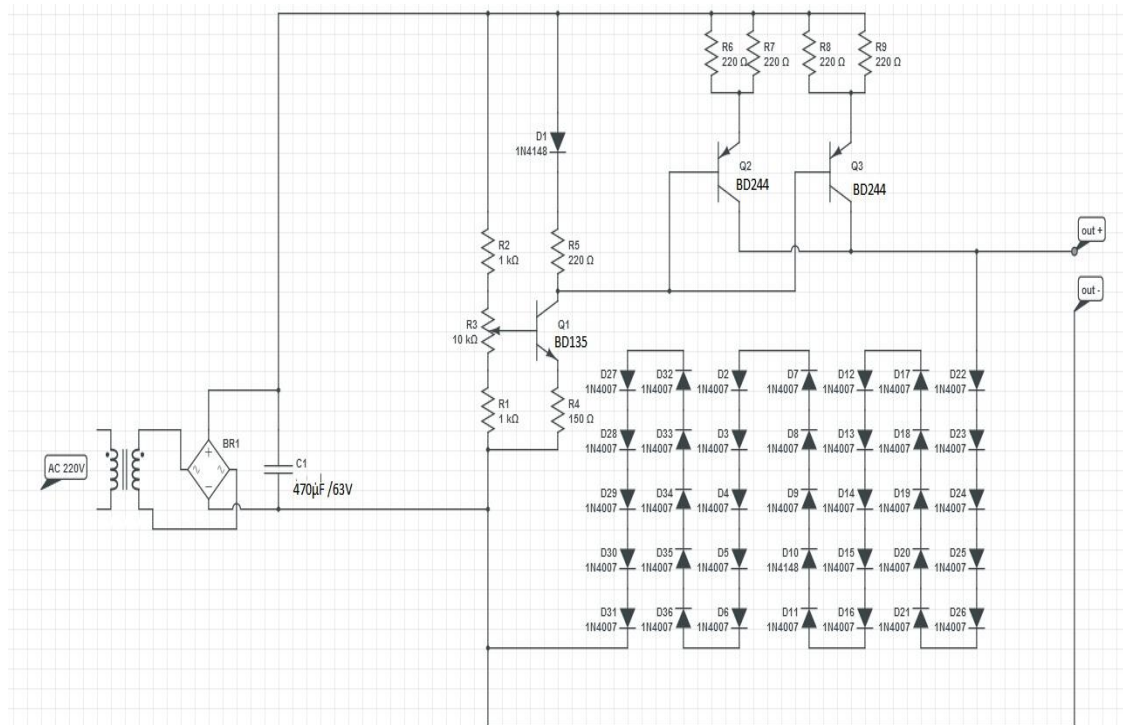 R6
220 Ω
R7
220 Ω
R8
220 Ω
R9
220 Ω
D1
1N4148
Q2
BD244
Q3
BD244
R2
1 kΩ
R5
220 Ω
out +
out -
R3
10 kΩ
Q1
BD135
R1
1 kΩ
R4
150 Ω
AC 220V
BR1
C1
470µF/63V
D27
1N4007
D32
1N4007
D2
1N4007
D7
1N4007
D12
1N4007
D17
1N4007
D22
1N4007
D28
1N4007
D33
1N4007
D3
1N4007
D8
1N4007
D13
1N4007
D18
1N4007
D23
1N4007
D29
1N4007
D34
1N4007
D4
1N4007
D9
1N4007
D14
1N4007
D19
1N4007
D24
1N4007
D30
1N4007
D35
1N4007
D5
1N4007
D10
1N4148
D15
1N4007
D20
1N4007
D25
1N4007
D31
1N4007
D36
1N4007
D6
1N4007
D11
1N4007
D16
1N4007
D21
1N4007
D26
1N4007